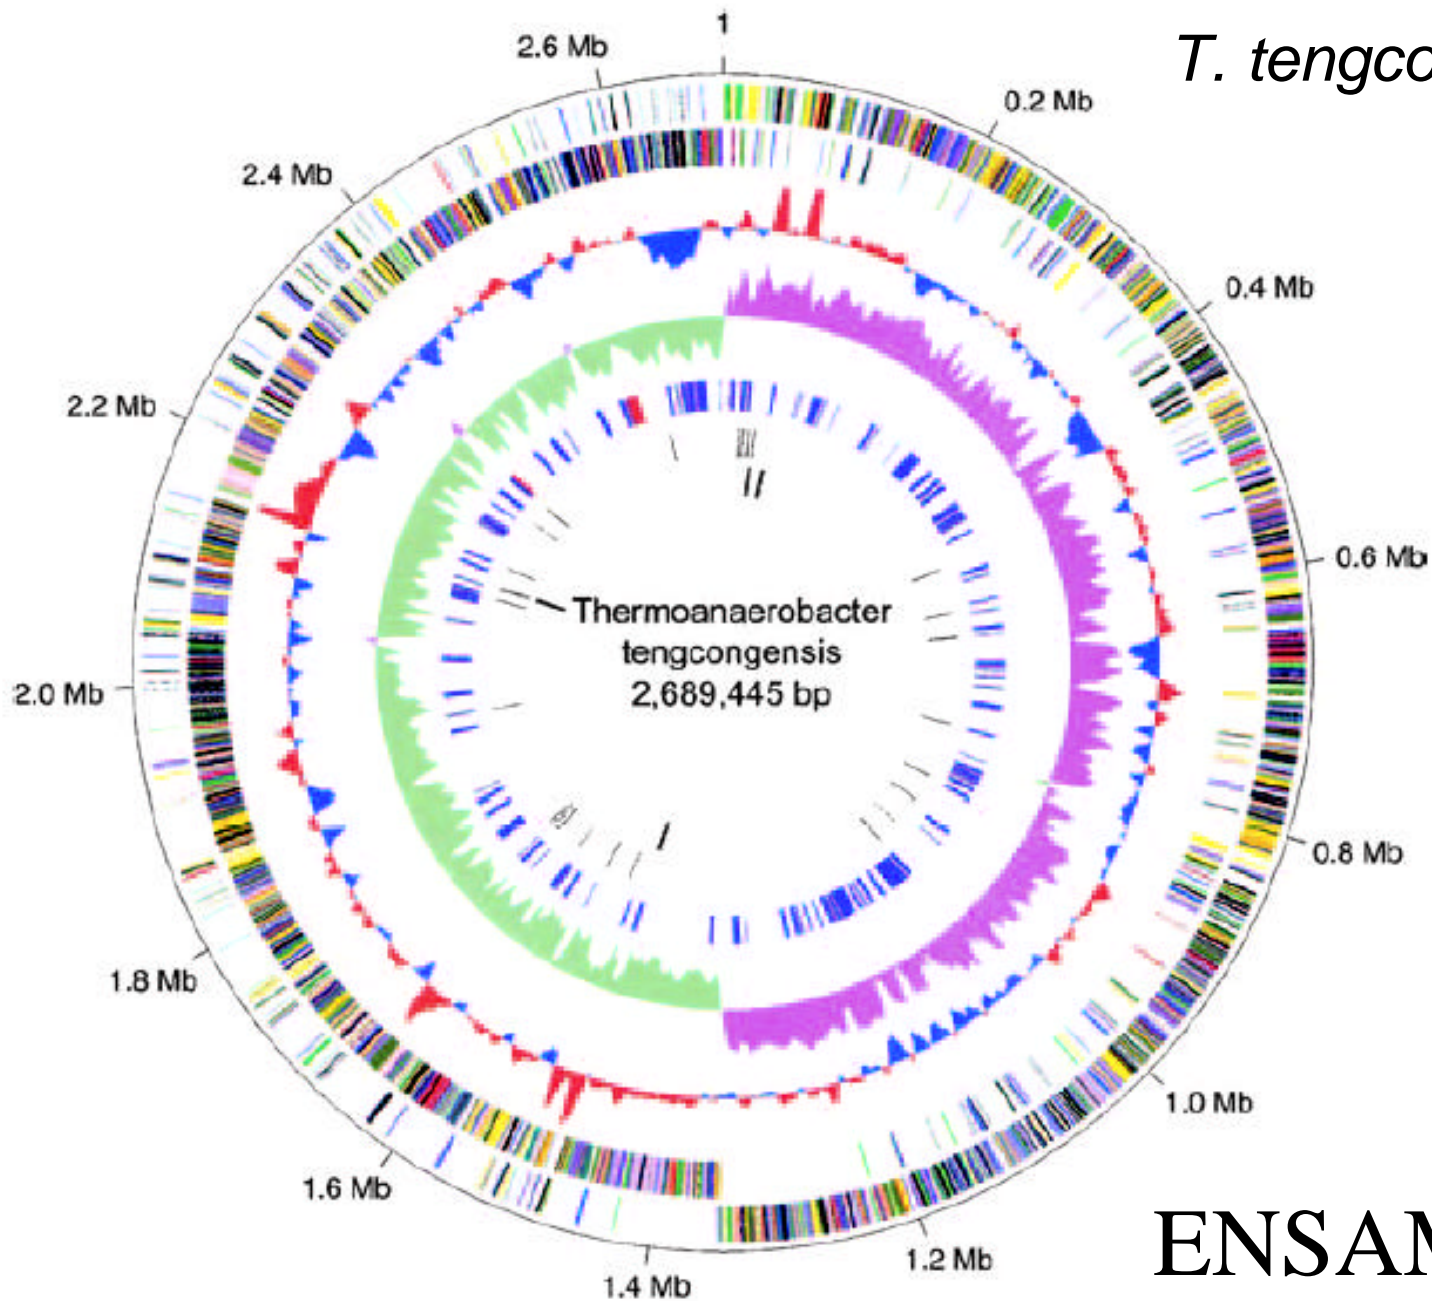 1
T. tengco
2.6 Mb
0.2 Mb
2.4 Mb
0.4 Mb
2.2 Mb
0.6 Mb
Thermoanaerobacter
tengcongensis
2,689,445 bp
2.0 Mb
0.8 Mb
1.8 Mb
1.0 Mb
1.6 Mb
ENSAM
1.2 Mb
1.4 Mb